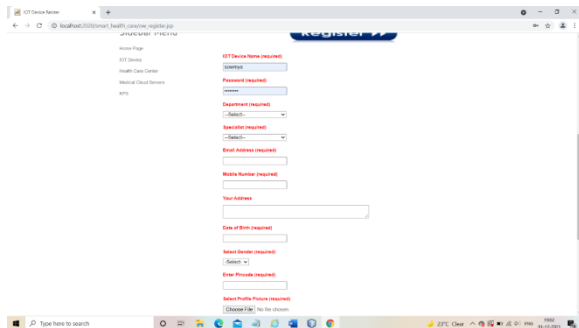 IOT Device Reister
localhost:2020/smart_health_care/ow_register.jsp
Sidebar Menu
Register
Home Page
IOT Device
Health Care Center
Medical Cloud Servers
IOT Device Name (required)
sowmya
Password (required)
Department (required)
--Select--
Specialist (required)
--Select--
Email Address (required)
Mobile Number (required)
Your Address
Date of Birth (required)
Select Gender (required)
-Select-
Enter Pincode (required)
Select Profile Picture (required)
Choose File No file chosen
Type here to search
23°C Clear
ENG